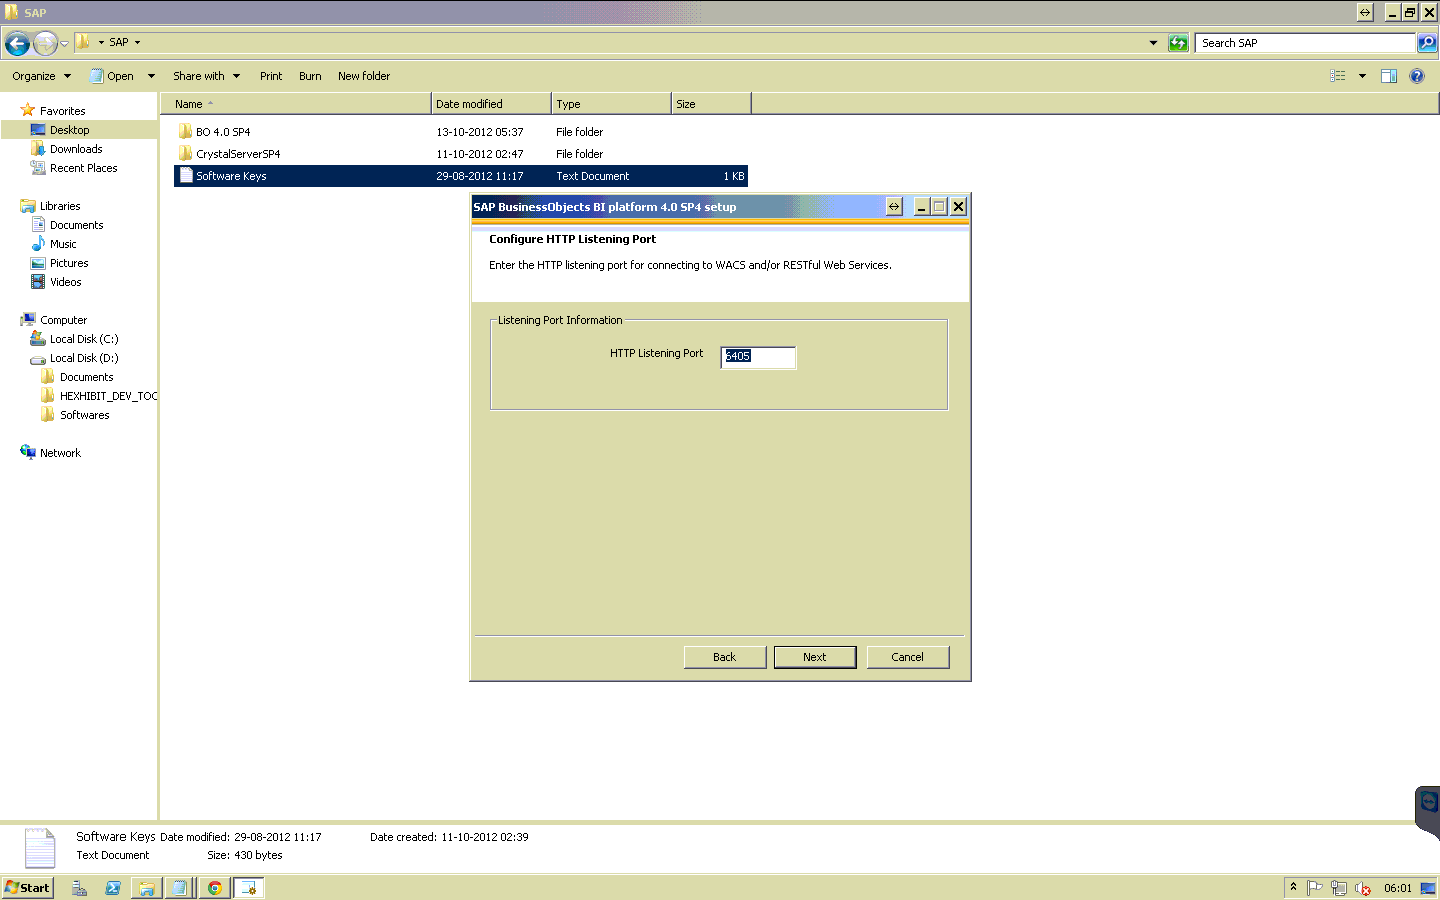 SAP
SAP
Search SAP
Organize
Open
Share with
Print
Burn
New folder
Name
Date modified
Type
Size
Favorites
Desktop
Downloads
Recent Places
Libraries
Documents
Music
Pictures
Videos
Computer
Local Disk (C:)
Local Disk (D:)
Documents
HEXHIBIT_DEV_TOC
Softwares
Network
BO 4.0 SP4 13-10-2012 05:37 File folder
CrystalServerSP4 11-10-2012 02:47 File folder
Software Keys 29-08-2012 11:17 Text Document 1 KB
SAP BusinessObjects BI platform 4.0 SP4 setup
Configure HTTP Listening Port
Enter the HTTP listening port for connecting to WACS and/or RESTful Web Services.
Listening Port Information
HTTP Listening Port 6405
Back
Next
Cancel
Software Keys Date modified: 29-08-2012 11:17 Date created: 11-10-2012 02:39
Text Document Size: 430 bytes
Start
06:01